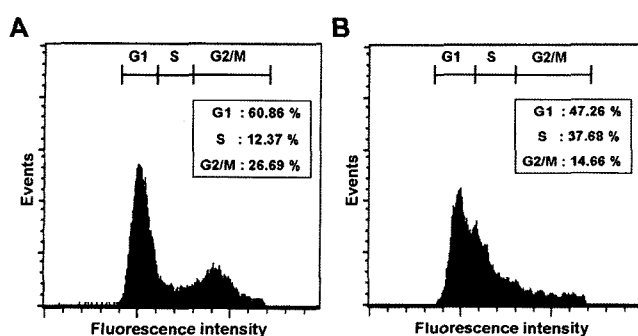 A
G1 S G2/M
G1 : 60.86 %
S : 12.37 %
G2/M : 26.69 %
Events
Fluorescence intensity
B
G1 S G2/M
G1 : 47.26 %
S : 37.68 %
G2/M : 14.66 %
Events
Fluorescence intensity